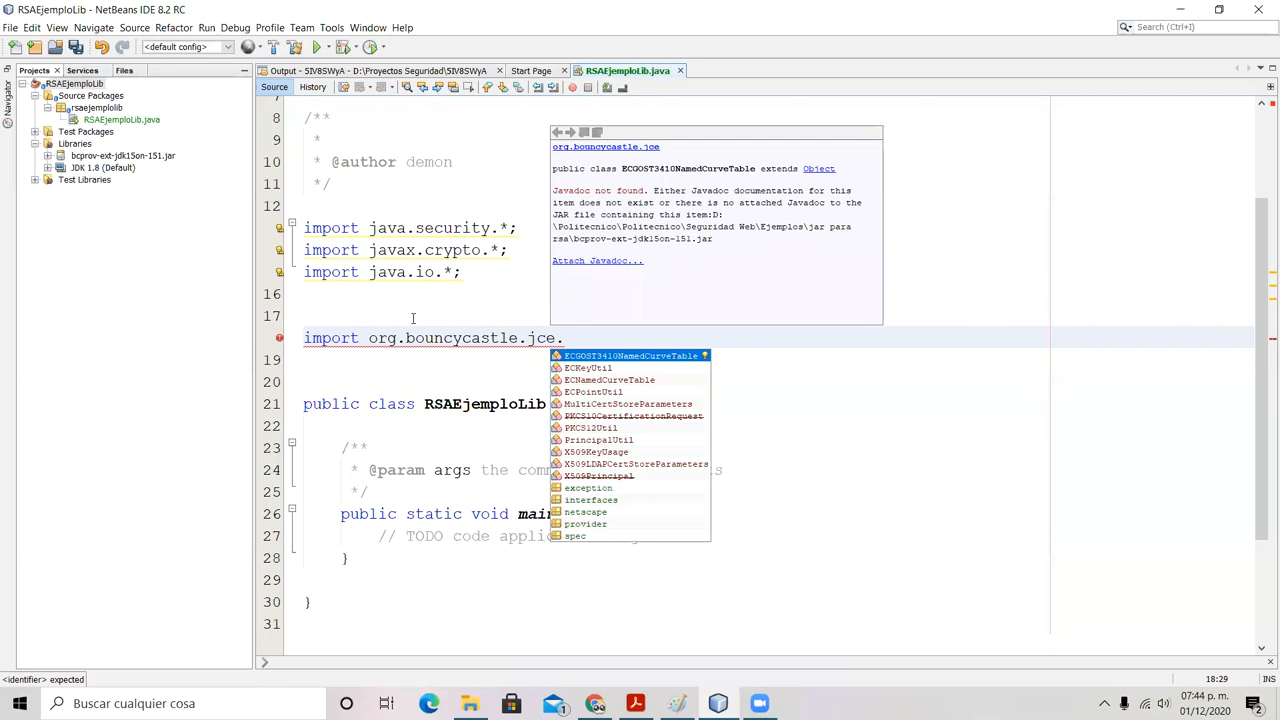 RSAEjemploLib - NetBeans IDE 8.2 RC
File Edit View Navigate Source Refactor Run Debug Profile Team Tools Window Help
Search (Ctrl+I)
<default config>
Projects Services Files
Output - 5IV8SWyA - D:\Proyectos Seguridad\5IV8SWyA
Start Page
RSAEjemploLib.java
Navigator
RSAEjemploLib
Source Packages
rsaejemplolib
RSAEjemploLib.java
Test Packages
Libraries
bcprov-ext-jdk15on-151.jar
JDK 1.8 (Default)
Test Libraries
Source History
7
8 /**
9 *
10 * @author demon
11 */
12
import java.security.*;
import javax.crypto.*;
import java.io.*;
16
17
import org.bouncycastle.jce.
19
20
21 public class RSAEjemploLib
22
23 /**
24 * @param args the comm
25 */
26 public static void main
27 // TODO code applic
28 }
29
30 }
31
org.bouncycastle.jce
public class ECGOST3410NamedCurveTable extends Object
Javadoc not found. Either Javadoc documentation for this
item does not exist or there is no attached Javadoc to the
JAR file containing this item:D:
\Politecnico\Politecnico\Seguridad Web\Ejemplos\jar para
rsa\bcprov-ext-jdk15on-151.jar
Attach Javadoc...
ECGOST3410NamedCurveTable
ECKeyUtil
ECNamedCurveTable
ECPointUtil
MultiCertStoreParameters
PKCS10CertificationRequest
PKCS12Util
PrincipalUtil
X509KeyUsage
X509LDAPCertStoreParameters
X509Principal
exception
interfaces
netscape
provider
spec
<identifier> expected
18:29
INS
Buscar cualquier cosa
1
07:44 p. m.
01/12/2020
2